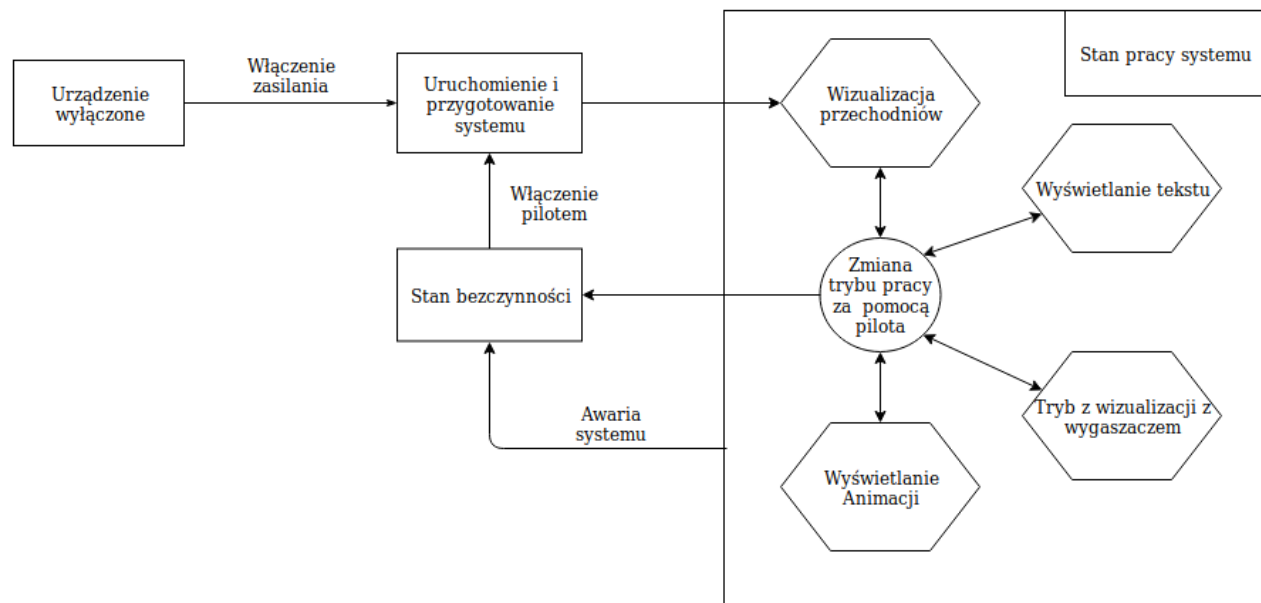 Urządzenie
wyłączone
Włączenie
zasilania
Uruchomienie i
przygotowanie
systemu
Włączenie
pilotem
Stan bezczynności
Awaria
systemu
Stan pracy systemu
Wizualizacja
przechodniów
Wyświetlanie tekstu
Zmiana
trybu pracy
za pomocą
pilota
Tryb z wizualizacji z
wygaszaczem
Wyświetlanie
Animacji